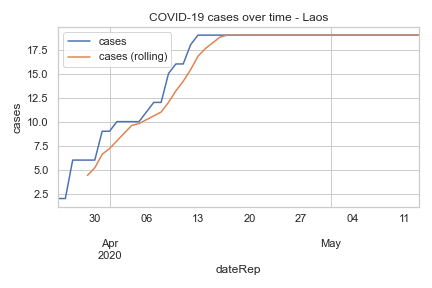 COVID-19 cases over time - Laos
cases
cases (rolling)
17.5
15.0
12.5
10.0
7.5
5.0
2.5
cases
30 06 13 20 27 04 11
Apr May
2020
dateRep